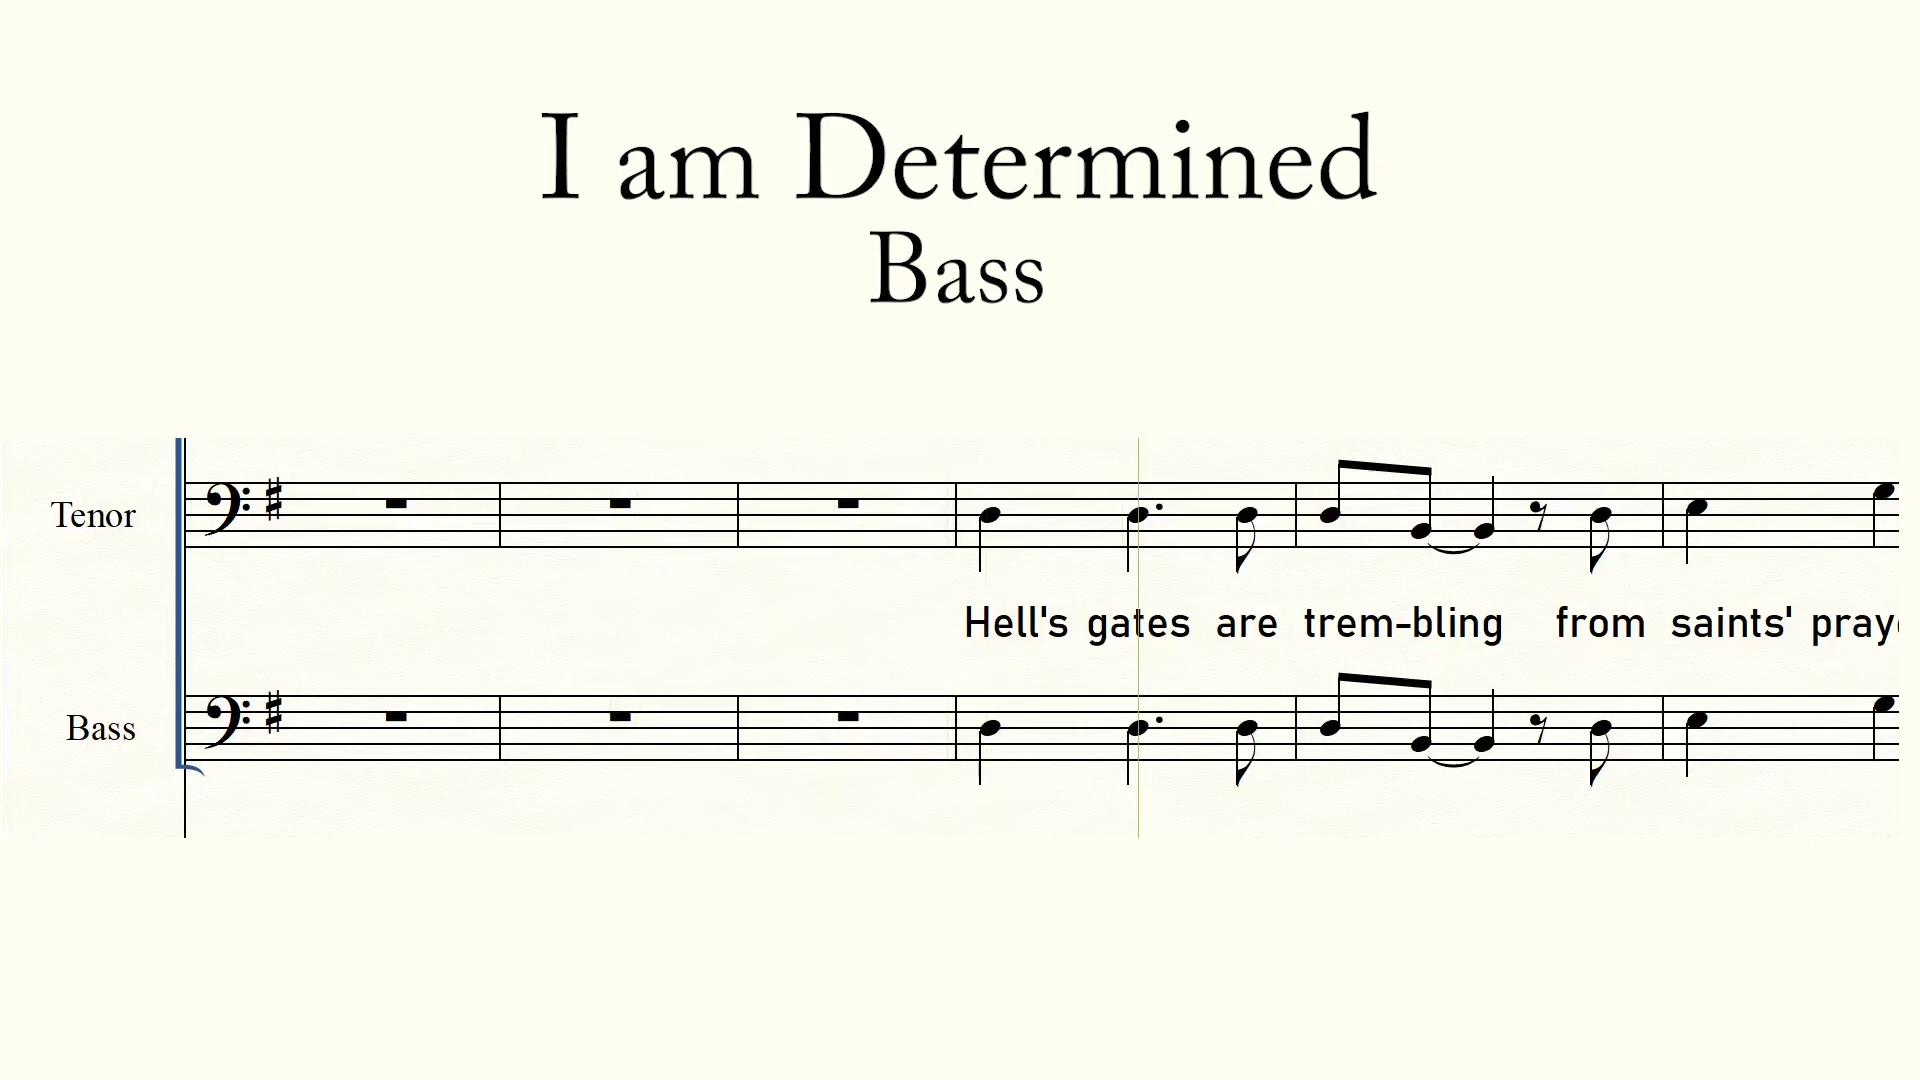 I am Determined
Bass
Tenor
Hell's gates are trem-bling from saints'
Bass